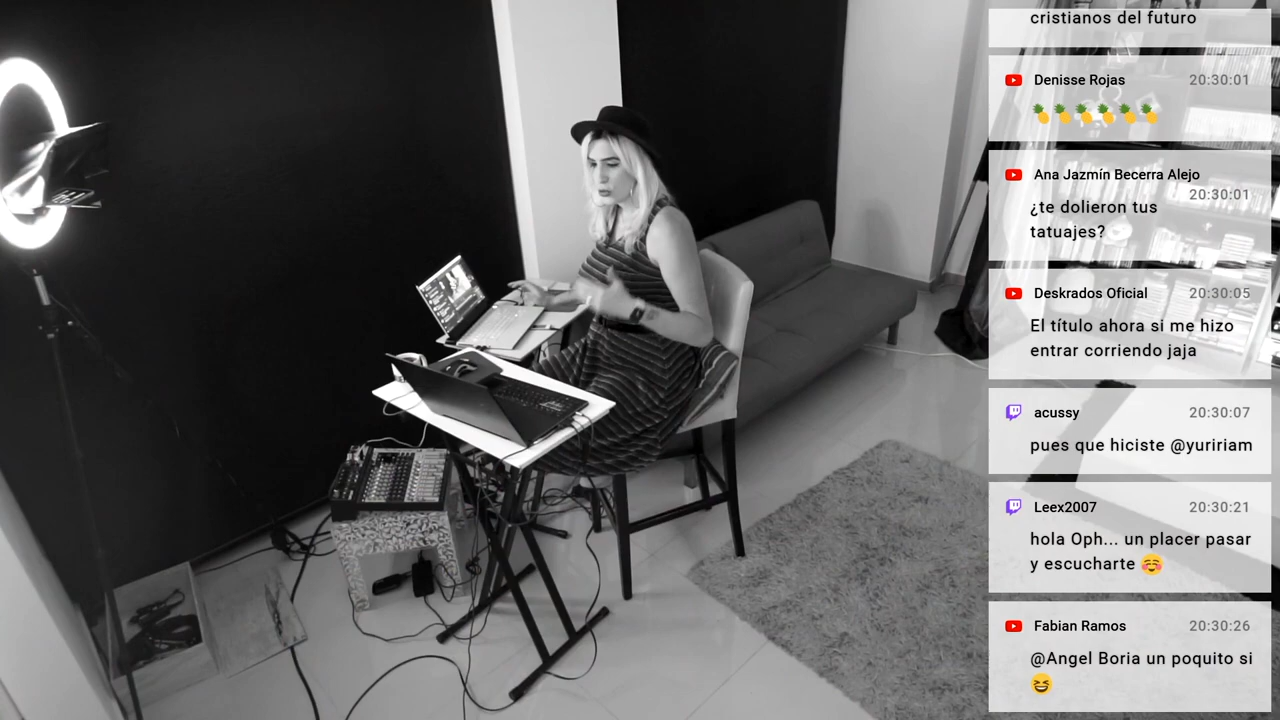 cristianos del futuro
Denisse Rojas 20:30:01
🍍🍍🍍🍍🍍🍍
Ana Jazmín Becerra Alejo
20:30:01
¿te dolieron tus
tatuajes?
Deskrados Oficial 20:30:05
El título ahora si me hizo
entrar corriendo jaja
acussy 20:30:07
pues que hiciste @yuririam
Leex2007 20:30:21
hola Oph... un placer pasar
y escucharte ☺️
Fabian Ramos 20:30:26
@Angel Boria un poquito si
😆